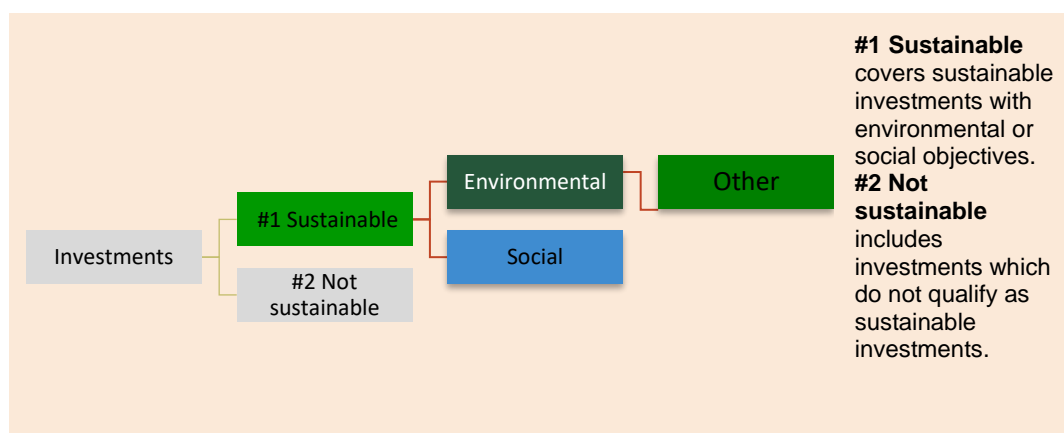 Investments
#1 Sustainable
#2 Not
sustainable
Environmental
Social
Other
#1 Sustainable
covers sustainable
investments with
environmental or
social objectives.
#2 Not
sustainable
includes
investments which
do not qualify as
sustainable
investments.